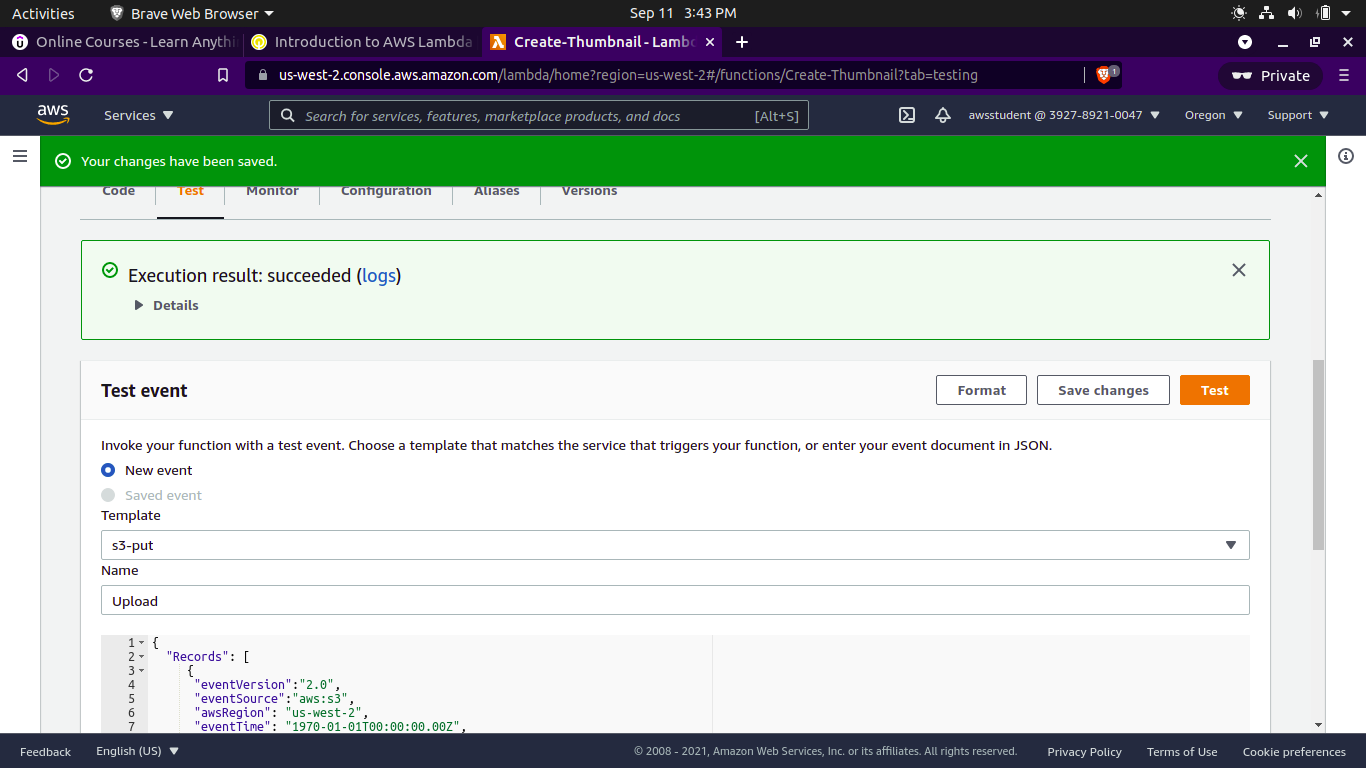 Activities Brave Web Browser Sep 11 3:43 PM
Online Courses - Learn Anythi Introduction to AWS Lambda Create-Thumbnail - Lamb
us-west-2.console.aws.amazon.com/lambda/home?region=us-west-2#/functions/Create-Thumbnail?tab=testing 1 Private
aws Services Search for services, features, marketplace products, and docs [Alt+S] awsstudent @ 3927-8921-0047 Oregon Support
Your changes have been saved.
Code Test Monitor Configuration Aliases Versions
Execution result: succeeded (logs)
Details
Test event Format Save changes Test
Invoke your function with a test event. Choose a template that matches the service that triggers your function, or enter your event document in JSON.
New event
Saved event
Template
s3-put
Name
Upload
1 {
2 "Records": [
3 {
4 "eventVersion":"2.0",
5 "eventSource":"aws:s3",
6 "awsRegion": "us-west-2",
7 "eventTime": "1970-01-01T00:00:00.00Z",
Feedback English (US) © 2008 - 2021, Amazon Web Services, Inc. or its affiliates. All rights reserved. Privacy Policy Terms of Use Cookie preferences